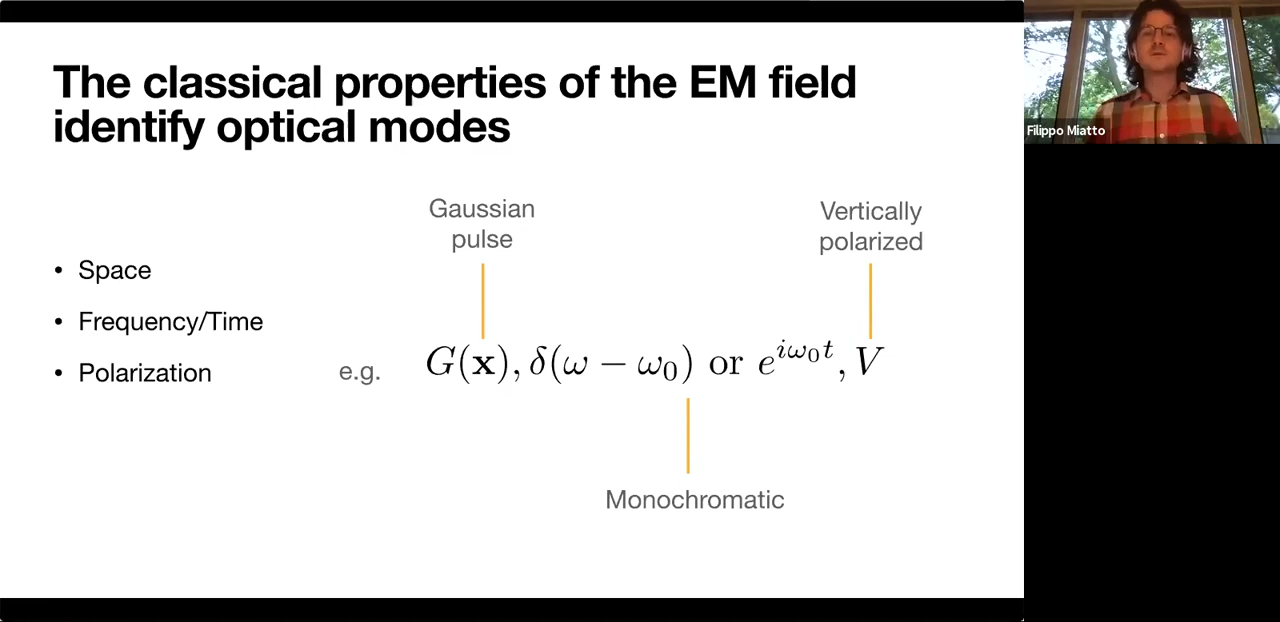 The classical properties of the EM field
identify optical modes
Gaussian
pulse
Vertically
polarized
• Space
• Frequency/Time
• Polarization
e.g.
G(x), δ(ω − ω₀) or e^{iω₀t}, V
Monochromatic
Filippo Miatto